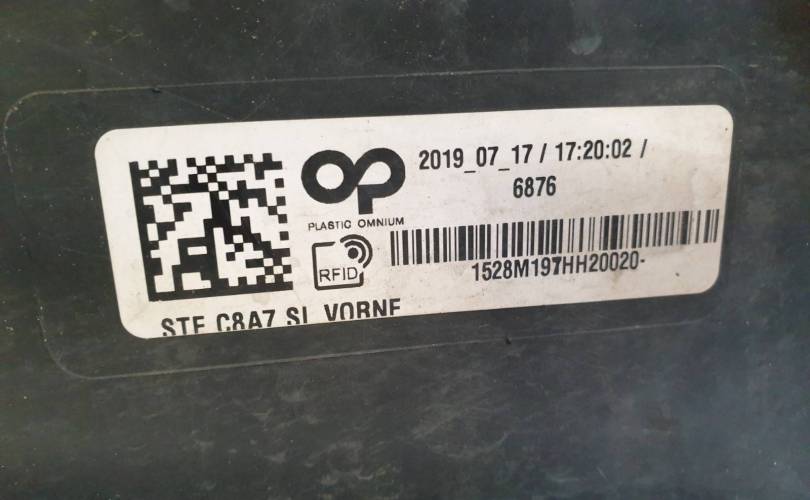 2019_07_17 / 17:20:02 /
6876
OP
PLASTIC OMNIUM
RFID
1528M197HH20020-
STF C8A7 SL VORNE